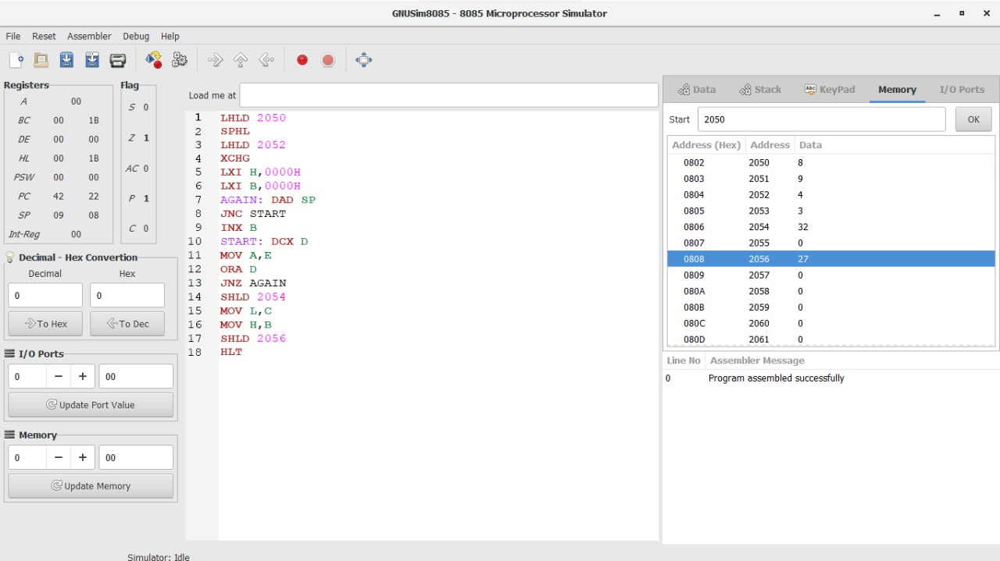 GNUSim8085 - 8085 Microprocessor Simulator
File Reset Assembler Debug Help
Registers
A 00
BC 00 1B
DE 00 00
HL 00 1B
PSW 00 00
PC 42 22
SP 09 08
Int-Reg 00
Flag
S 0
Z 1
AC 0
P 1
C 0
Decimal - Hex Convertion
Decimal Hex
0 0
To Hex To Dec
I/O Ports
0 − + 00
Update Port Value
Memory
0 − + 00
Update Memory
Load me at
1 LHLD 2050
2 SPHL
3 LHLD 2052
4 XCHG
5 LXI H,0000H
6 LXI B,0000H
7 AGAIN: DAD SP
8 JNC START
9 INX B
10 START: DCX D
11 MOV A,E
12 ORA D
13 JNZ AGAIN
14 SHLD 2054
15 MOV L,C
16 MOV H,B
17 SHLD 2056
18 HLT
Data Stack Abc KeyPad Memory I/O Ports
Start 2050 OK
Address (Hex) Address Data
0802 2050 8
0803 2051 9
0804 2052 4
0805 2053 3
0806 2054 32
0807 2055 0
0808 2056 27
0809 2057 0
080A 2058 0
080B 2059 0
080C 2060 0
080D 2061 0
Line No Assembler Message
0 Program assembled successfully
Simulator: Idle